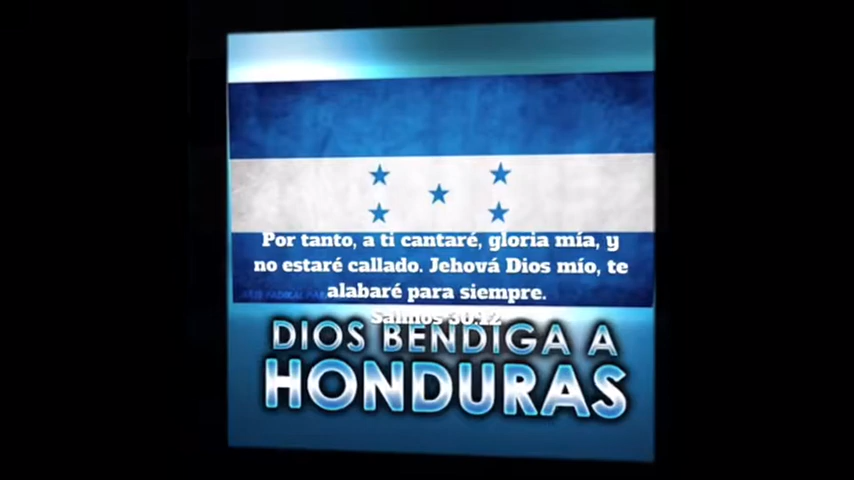 Por tanto, a ti cantaré, gloria mía, y
no estaré callado. Jehová Dios mío, te
alabaré para siempre.
Salmos 30:12
DIOS BENDIGA A
HONDURAS